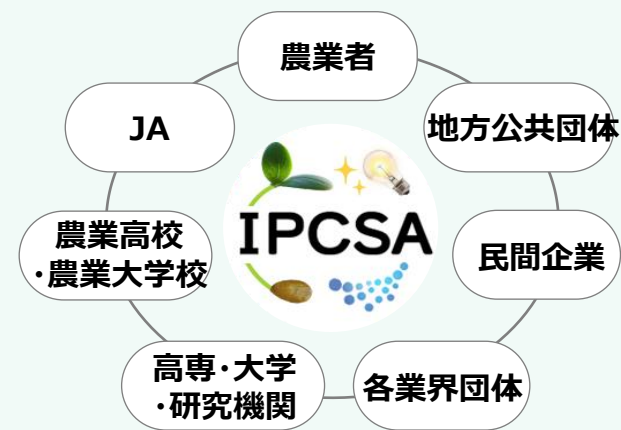 農業者
JA
地方公共団体
IPCSA
農業高校
・農業大学校
民間企業
高専・大学
・研究機関
各業界団体